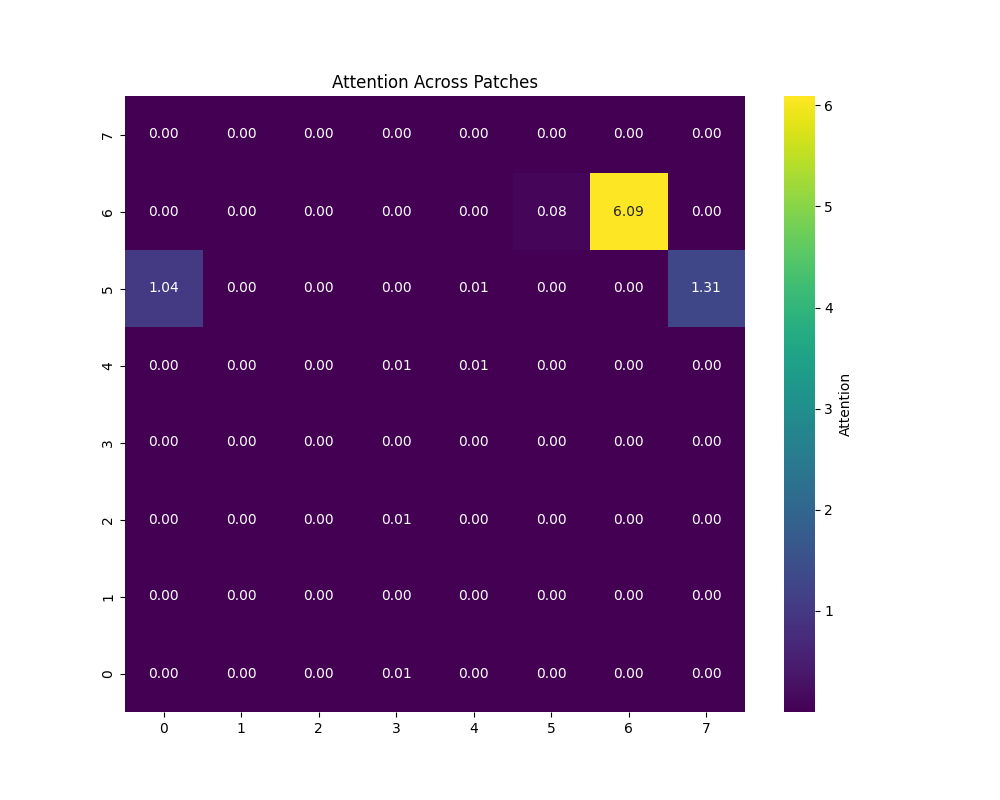 Attention Across Patches
7 0.00 0.00 0.00 0.00 0.00 0.00 0.00 0.00
6 0.00 0.00 0.00 0.00 0.00 0.08 6.09 0.00
5 1.04 0.00 0.00 0.00 0.01 0.00 0.00 1.31
4 0.00 0.00 0.00 0.01 0.01 0.00 0.00 0.00
3 0.00 0.00 0.00 0.00 0.00 0.00 0.00 0.00
2 0.00 0.00 0.00 0.01 0.00 0.00 0.00 0.00
1 0.00 0.00 0.00 0.00 0.00 0.00 0.00 0.00
0 0.00 0.00 0.00 0.01 0.00 0.00 0.00 0.00
0 1 2 3 4 5 6 7
6
5
4
3
2
1
Attention